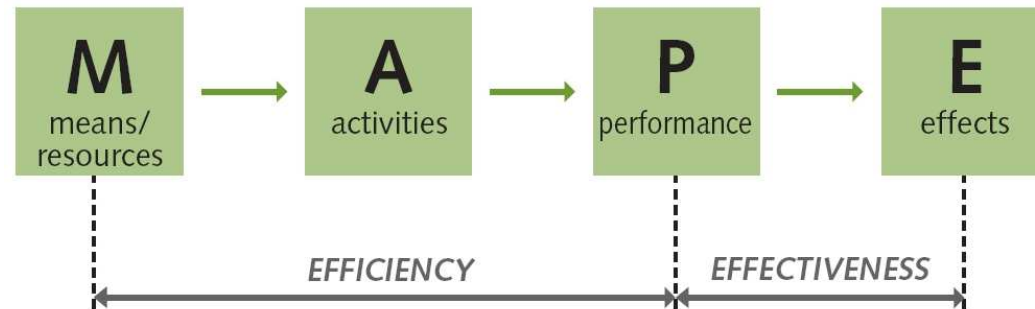 M
means/
resources
A
activities
P
performance
E
effects
EFFICIENCY
EFFECTIVENESS